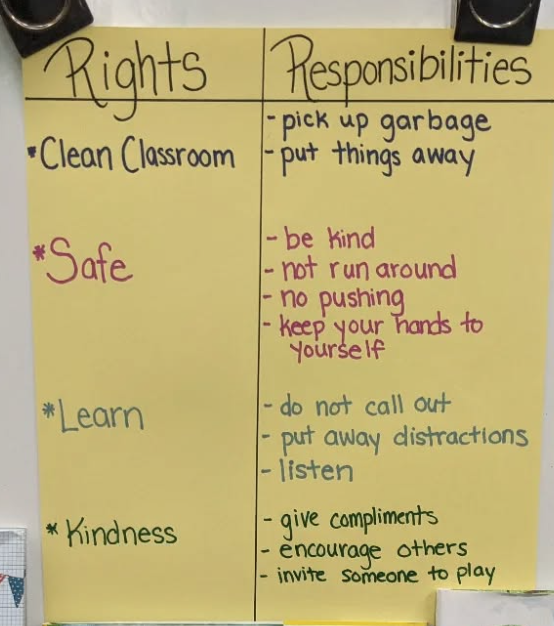 Rights
Responsibilities
*Clean Classroom
- pick up garbage
- put things away
*Safe
- be kind
- not run around
- no pushing
- keep your hands to
yourself
*Learn
- do not call out
- put away distractions
- listen
*Kindness
- give compliments
- encourage others
- invite someone to play